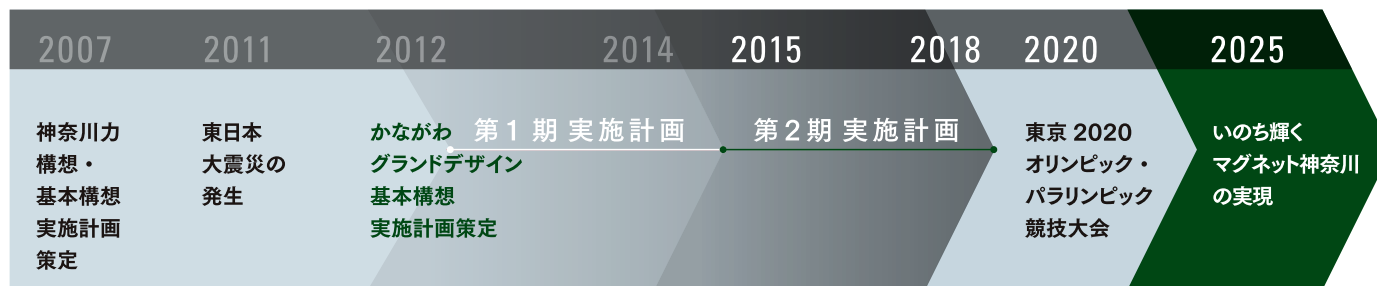 2007
2011
2012
2014
2015
2018
2020
2025
神奈川力
構想・
基本構想
実施計画
策定
東日本
大震災の
発生
かながわ
グランドデザイン
基本構想
実施計画策定
第1 期 実施計画
第2期 実施計画
東京 2020
オリンピック・
パラリンピック
競技大会
いのち輝く
マグネット神奈川
の実現